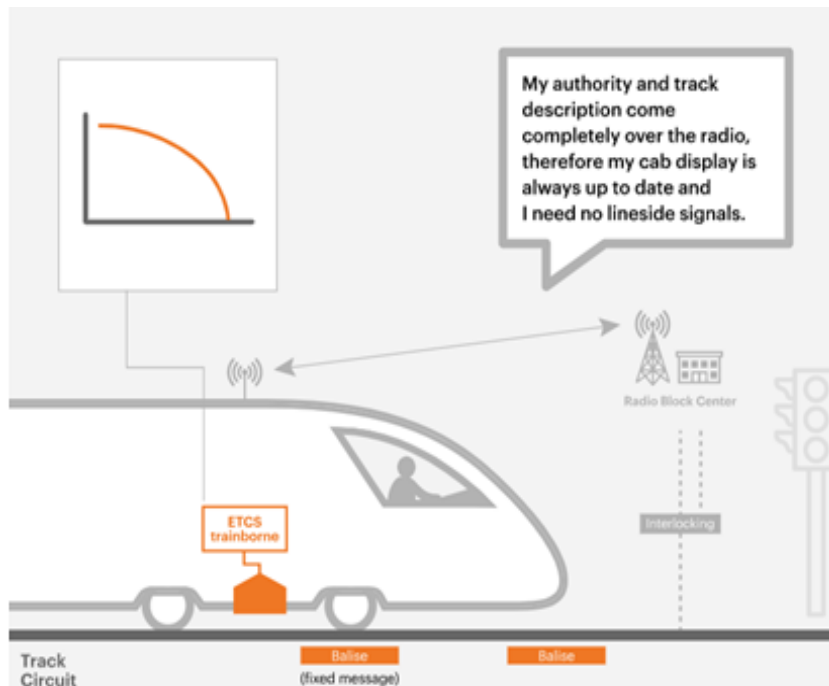 My authority and track
description come
completely over the radio,
therefore my cab display is
always up to date and
I need no lineside signals.
Radio Block Center
ETCS
trainborne
Interlocking
Balise
Balise
Track
Circuit
(fixed message)